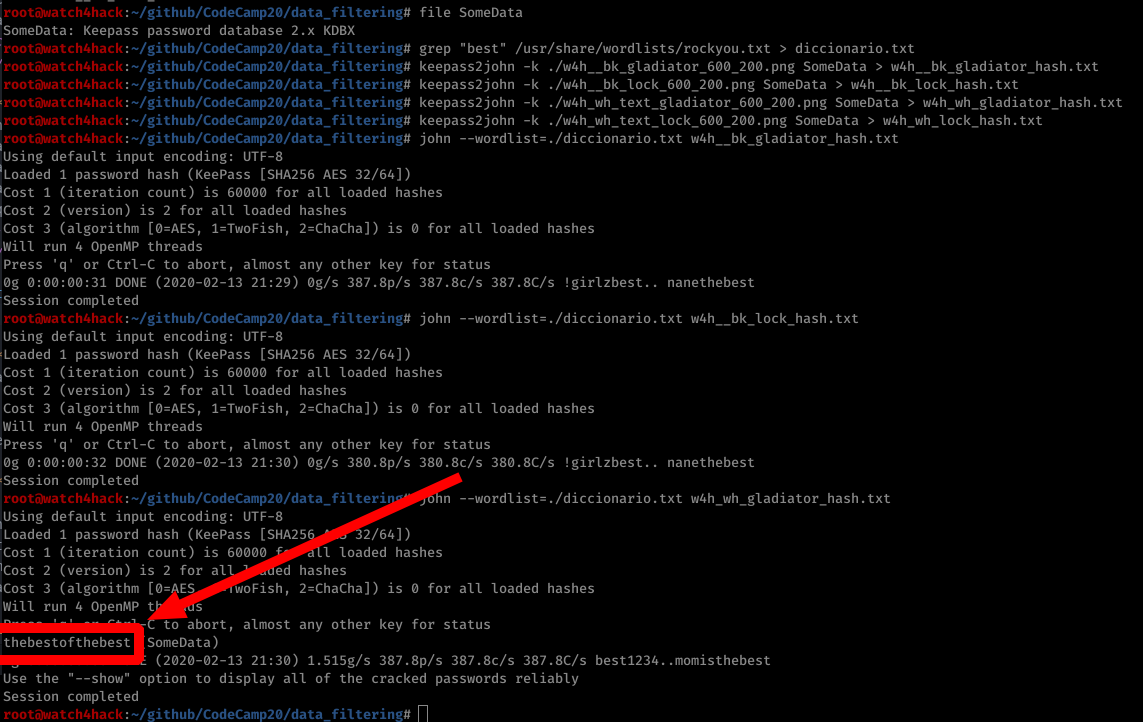 root@watch4hack:~/github/CodeCamp20/data_filtering# file SomeData
SomeData: Keepass password database 2.x KDBX
root@watch4hack:~/github/CodeCamp20/data_filtering# grep "best" /usr/share/wordlists/rockyou.txt > diccionario.txt
root@watch4hack:~/github/CodeCamp20/data_filtering# keepass2john -k ./w4h__bk_gladiator_600_200.png SomeData > w4h__bk_gladiator_hash.txt
root@watch4hack:~/github/CodeCamp20/data_filtering# keepass2john -k ./w4h__bk_lock_600_200.png SomeData > w4h__bk_lock_hash.txt
root@watch4hack:~/github/CodeCamp20/data_filtering# keepass2john -k ./w4h_wh_text_gladiator_600_200.png SomeData > w4h_wh_gladiator_hash.txt
root@watch4hack:~/github/CodeCamp20/data_filtering# keepass2john -k ./w4h_wh_text_lock_600_200.png SomeData > w4h_wh_lock_hash.txt
root@watch4hack:~/github/CodeCamp20/data_filtering# john --wordlist=./diccionario.txt w4h__bk_gladiator_hash.txt
Using default input encoding: UTF-8
Loaded 1 password hash (KeePass [SHA256 AES 32/64])
Cost 1 (iteration count) is 60000 for all loaded hashes
Cost 2 (version) is 2 for all loaded hashes
Cost 3 (algorithm [0=AES, 1=TwoFish, 2=ChaCha]) is 0 for all loaded hashes
Will run 4 OpenMP threads
Press 'q' or Ctrl-C to abort, almost any other key for status
0g 0:00:00:31 DONE (2020-02-13 21:29) 0g/s 387.8p/s 387.8c/s 387.8C/s !girlzbest.. nanethebest
Session completed
root@watch4hack:~/github/CodeCamp20/data_filtering# john --wordlist=./diccionario.txt w4h__bk_lock_hash.txt
Using default input encoding: UTF-8
Loaded 1 password hash (KeePass [SHA256 AES 32/64])
Cost 1 (iteration count) is 60000 for all loaded hashes
Cost 2 (version) is 2 for all loaded hashes
Cost 3 (algorithm [0=AES, 1=TwoFish, 2=ChaCha]) is 0 for all loaded hashes
Will run 4 OpenMP threads
Press 'q' or Ctrl-C to abort, almost any other key for status
0g 0:00:00:32 DONE (2020-02-13 21:30) 0g/s 380.8p/s 380.8c/s 380.8C/s !girlzbest.. nanethebest
Session completed
root@watch4hack:~/github/CodeCamp20/data_filtering# john --wordlist=./diccionario.txt w4h_wh_gladiator_hash.txt
Using default input encoding: UTF-8
Loaded 1 password hash (KeePass [SHA256 AES 32/64])
Cost 1 (iteration count) is 60000 for all loaded hashes
Cost 2 (version) is 2 for all loaded hashes
Cost 3 (algorithm [0=AES, 1=TwoFish, 2=ChaCha]) is 0 for all loaded hashes
Will run 4 OpenMP threads
Press 'q' or Ctrl-C to abort, almost any other key for status
thebestofthebest (SomeData)
(2020-02-13 21:30) 1.515g/s 387.8p/s 387.8c/s 387.8C/s best1234..momisthebest
Use the "--show" option to display all of the cracked passwords reliably
Session completed
root@watch4hack:~/github/CodeCamp20/data_filtering#